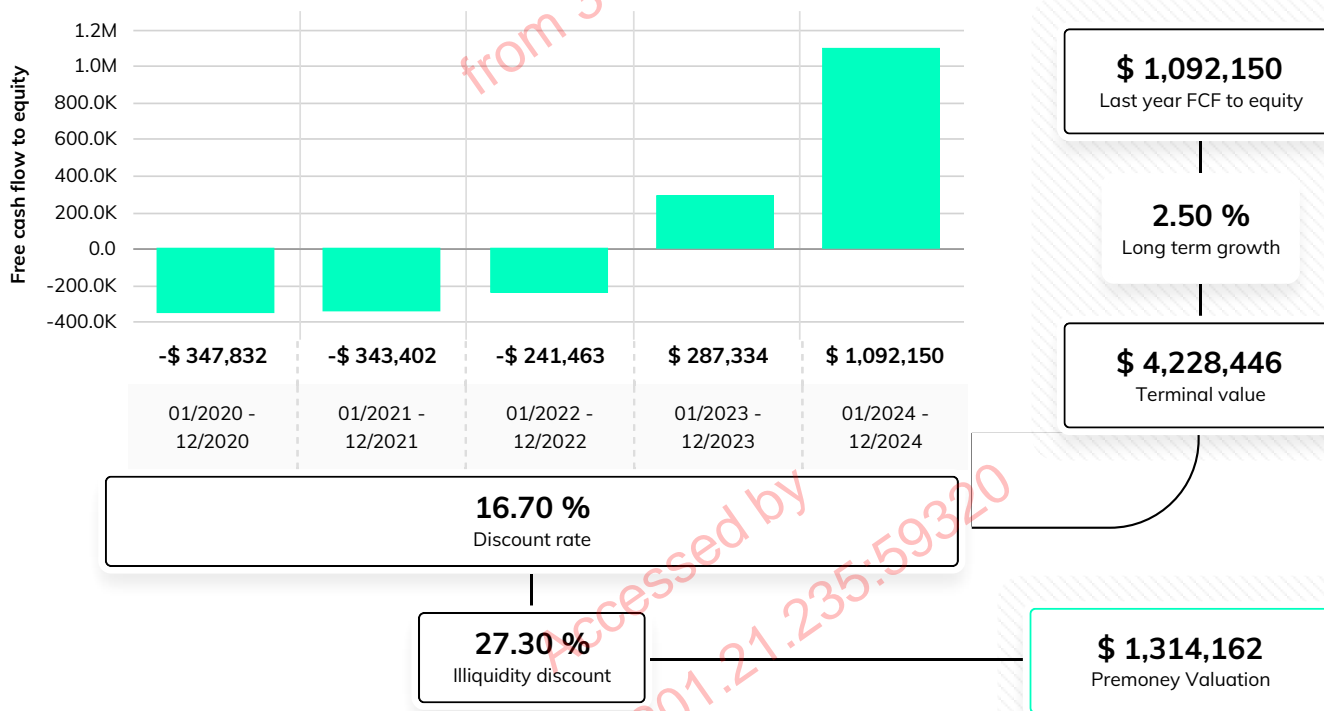 from
1.2M
1.0M
800.0K
600.0K
400.0K
200.0K
0.0
-200.0K
-400.0K
Free cash flow to equity
-$ 347,832
-$ 343,402
-$ 241,463
$ 287,334
$ 1,092,150
01/2020 -
12/2020
01/2021 -
12/2021
01/2022 -
12/2022
01/2023 -
12/2023
01/2024 -
12/2024
$ 1,092,150
Last year FCF to equity
2.50 %
Long term growth
$ 4,228,446
Terminal value
16.70 %
Discount rate
27.30 %
Illiquidity discount
$ 1,314,162
Premoney Valuation
Accessed by
01.21.235:59320